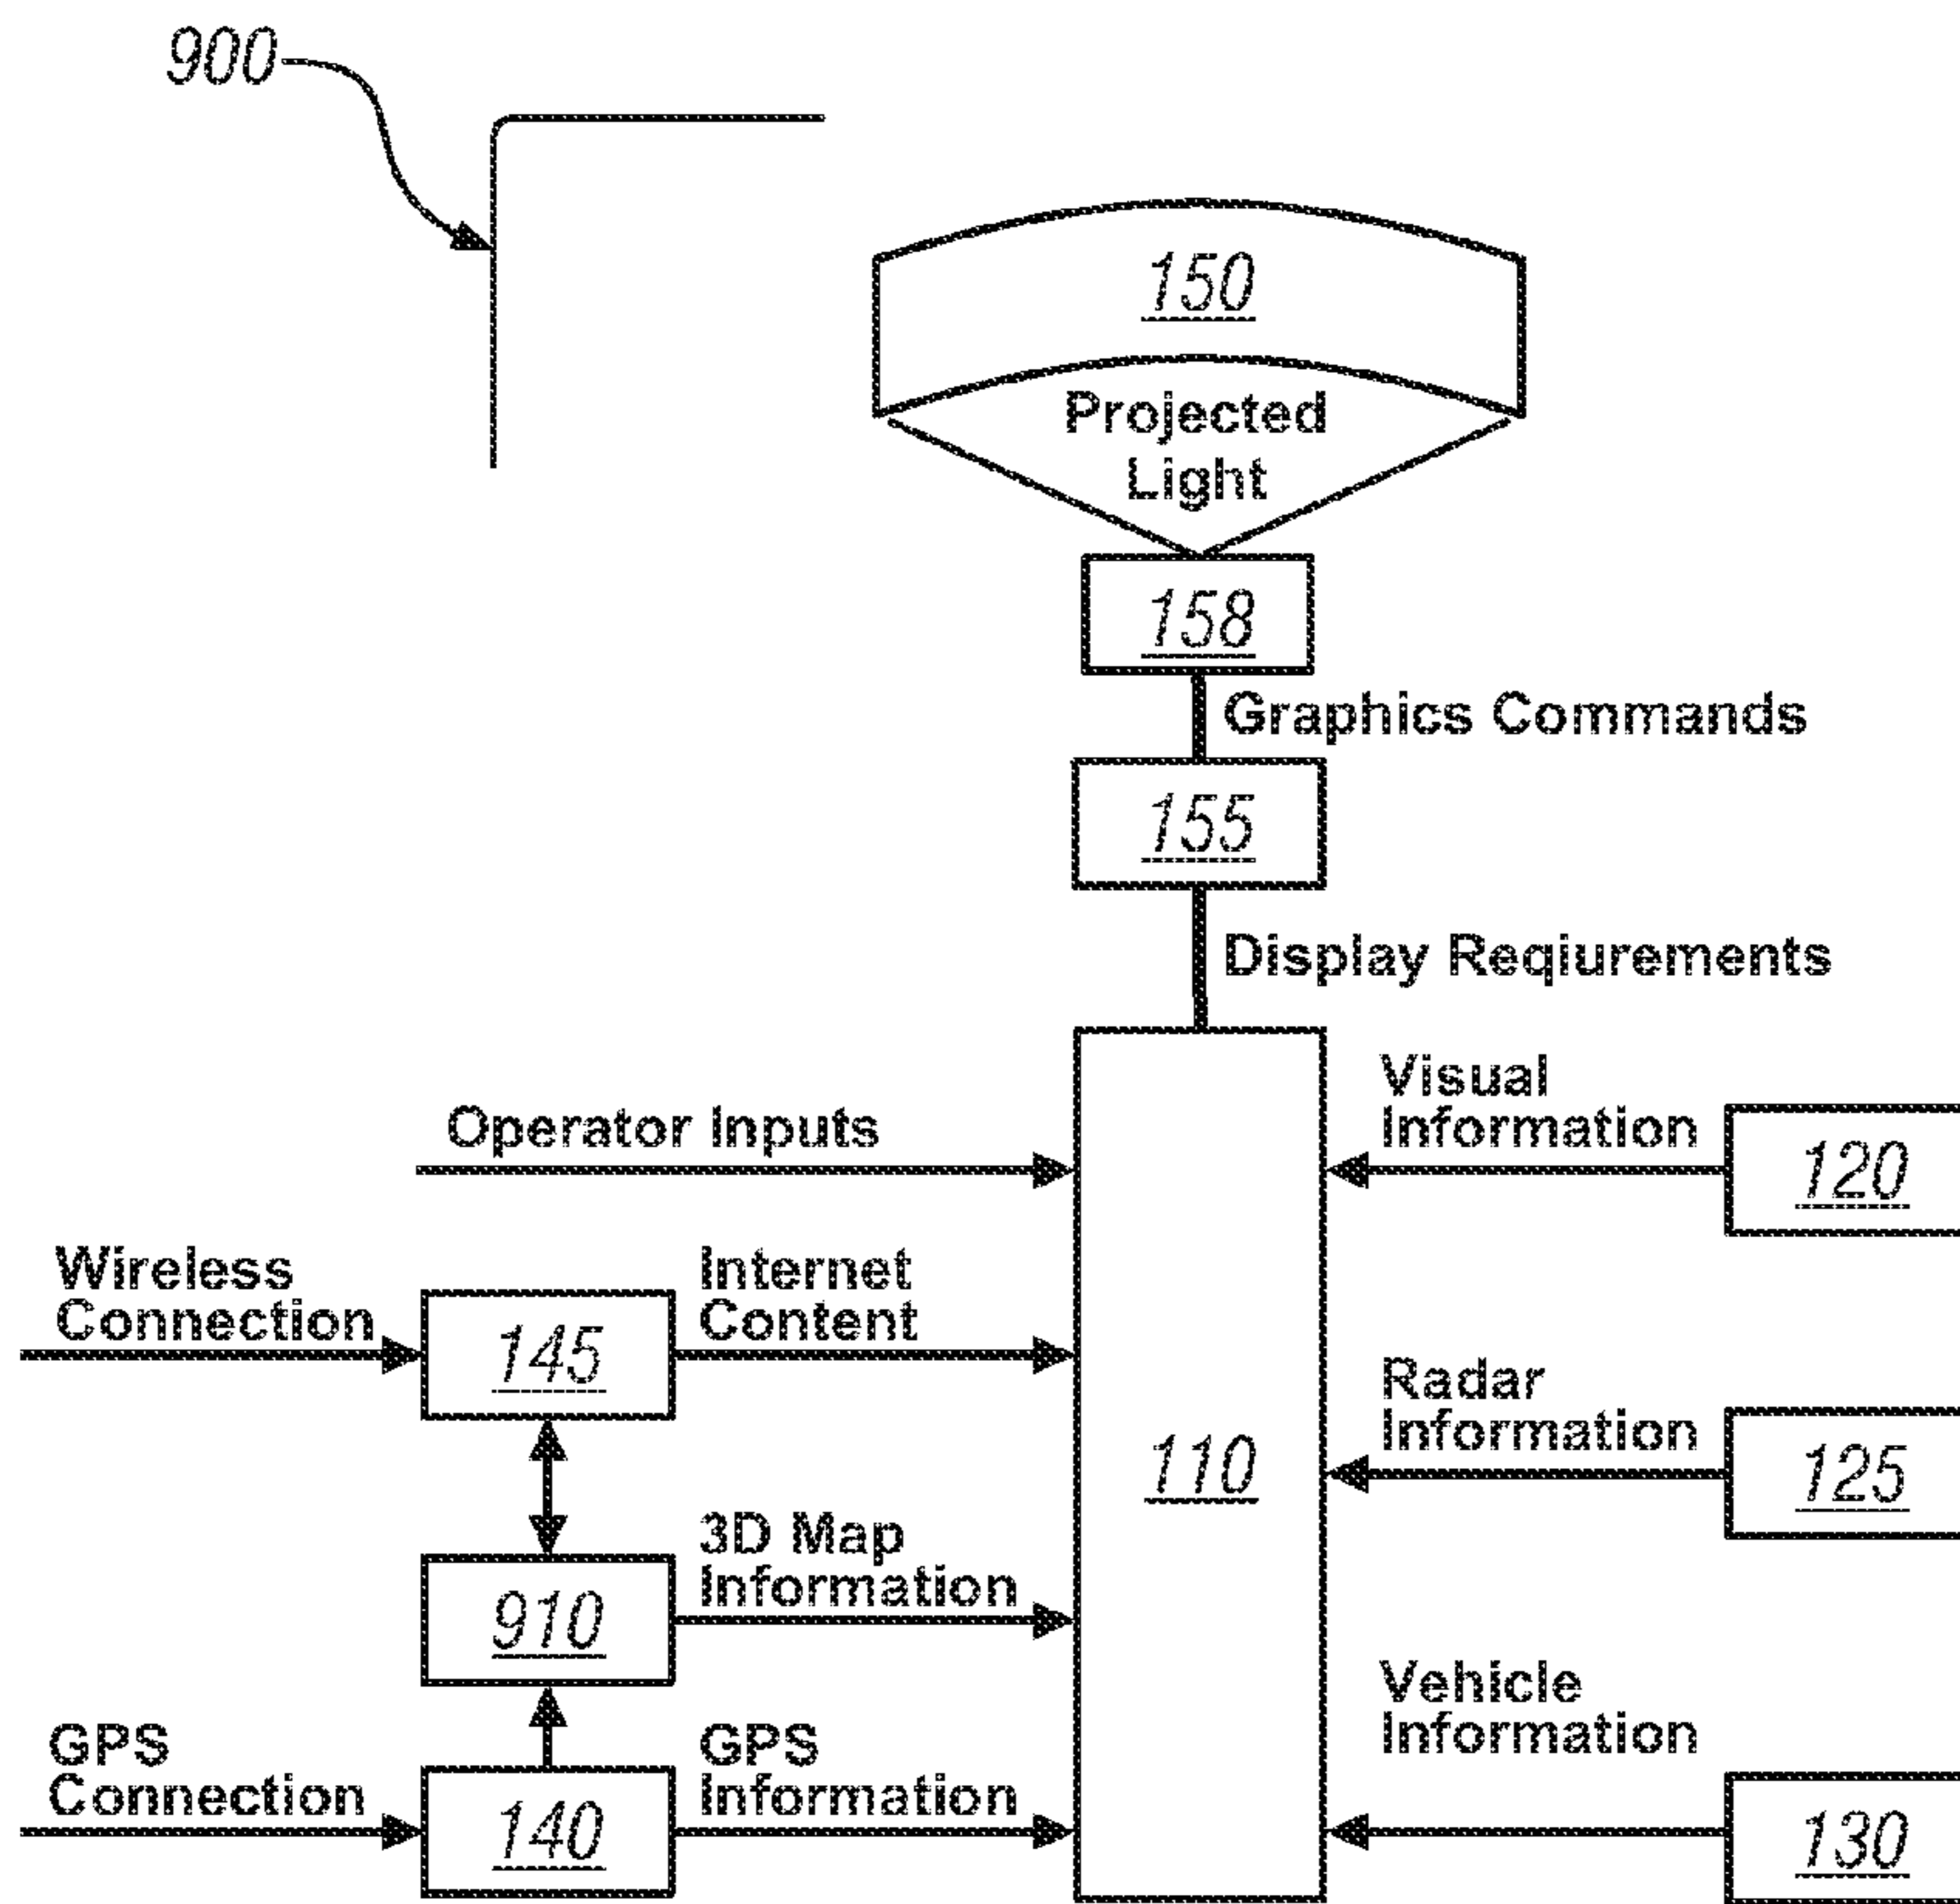 900
150
Projected
Light
158
Graphics Commands
155
Display Reqiurements
Operator Inputs
Visual
Information
120
Wireless
Connection
145
Internet
Content
110
Radar
Information
125
910
3D Map
Information
GPS
Connection
140
GPS
Information
Vehicle
Information
130